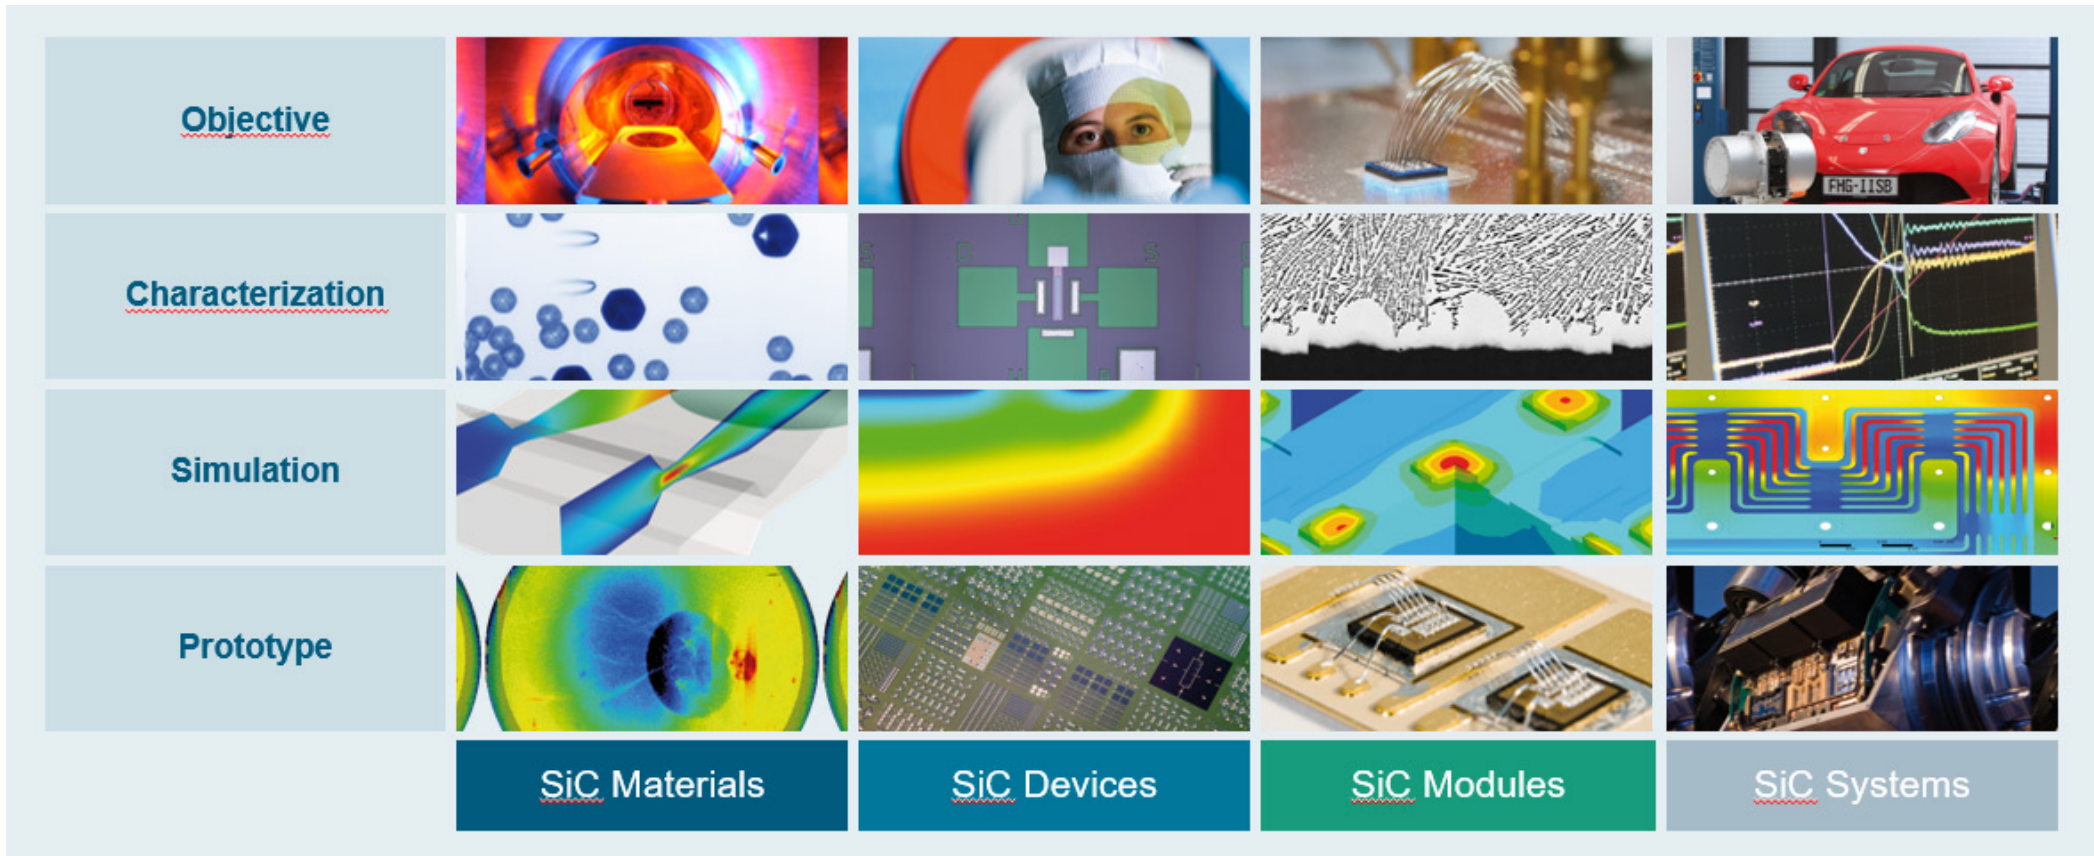 Objective
FHG-IISB
Characterization
D
S
Simulation
Prototype
SiC Materials
SiC Devices
SiC Modules
SiC Systems